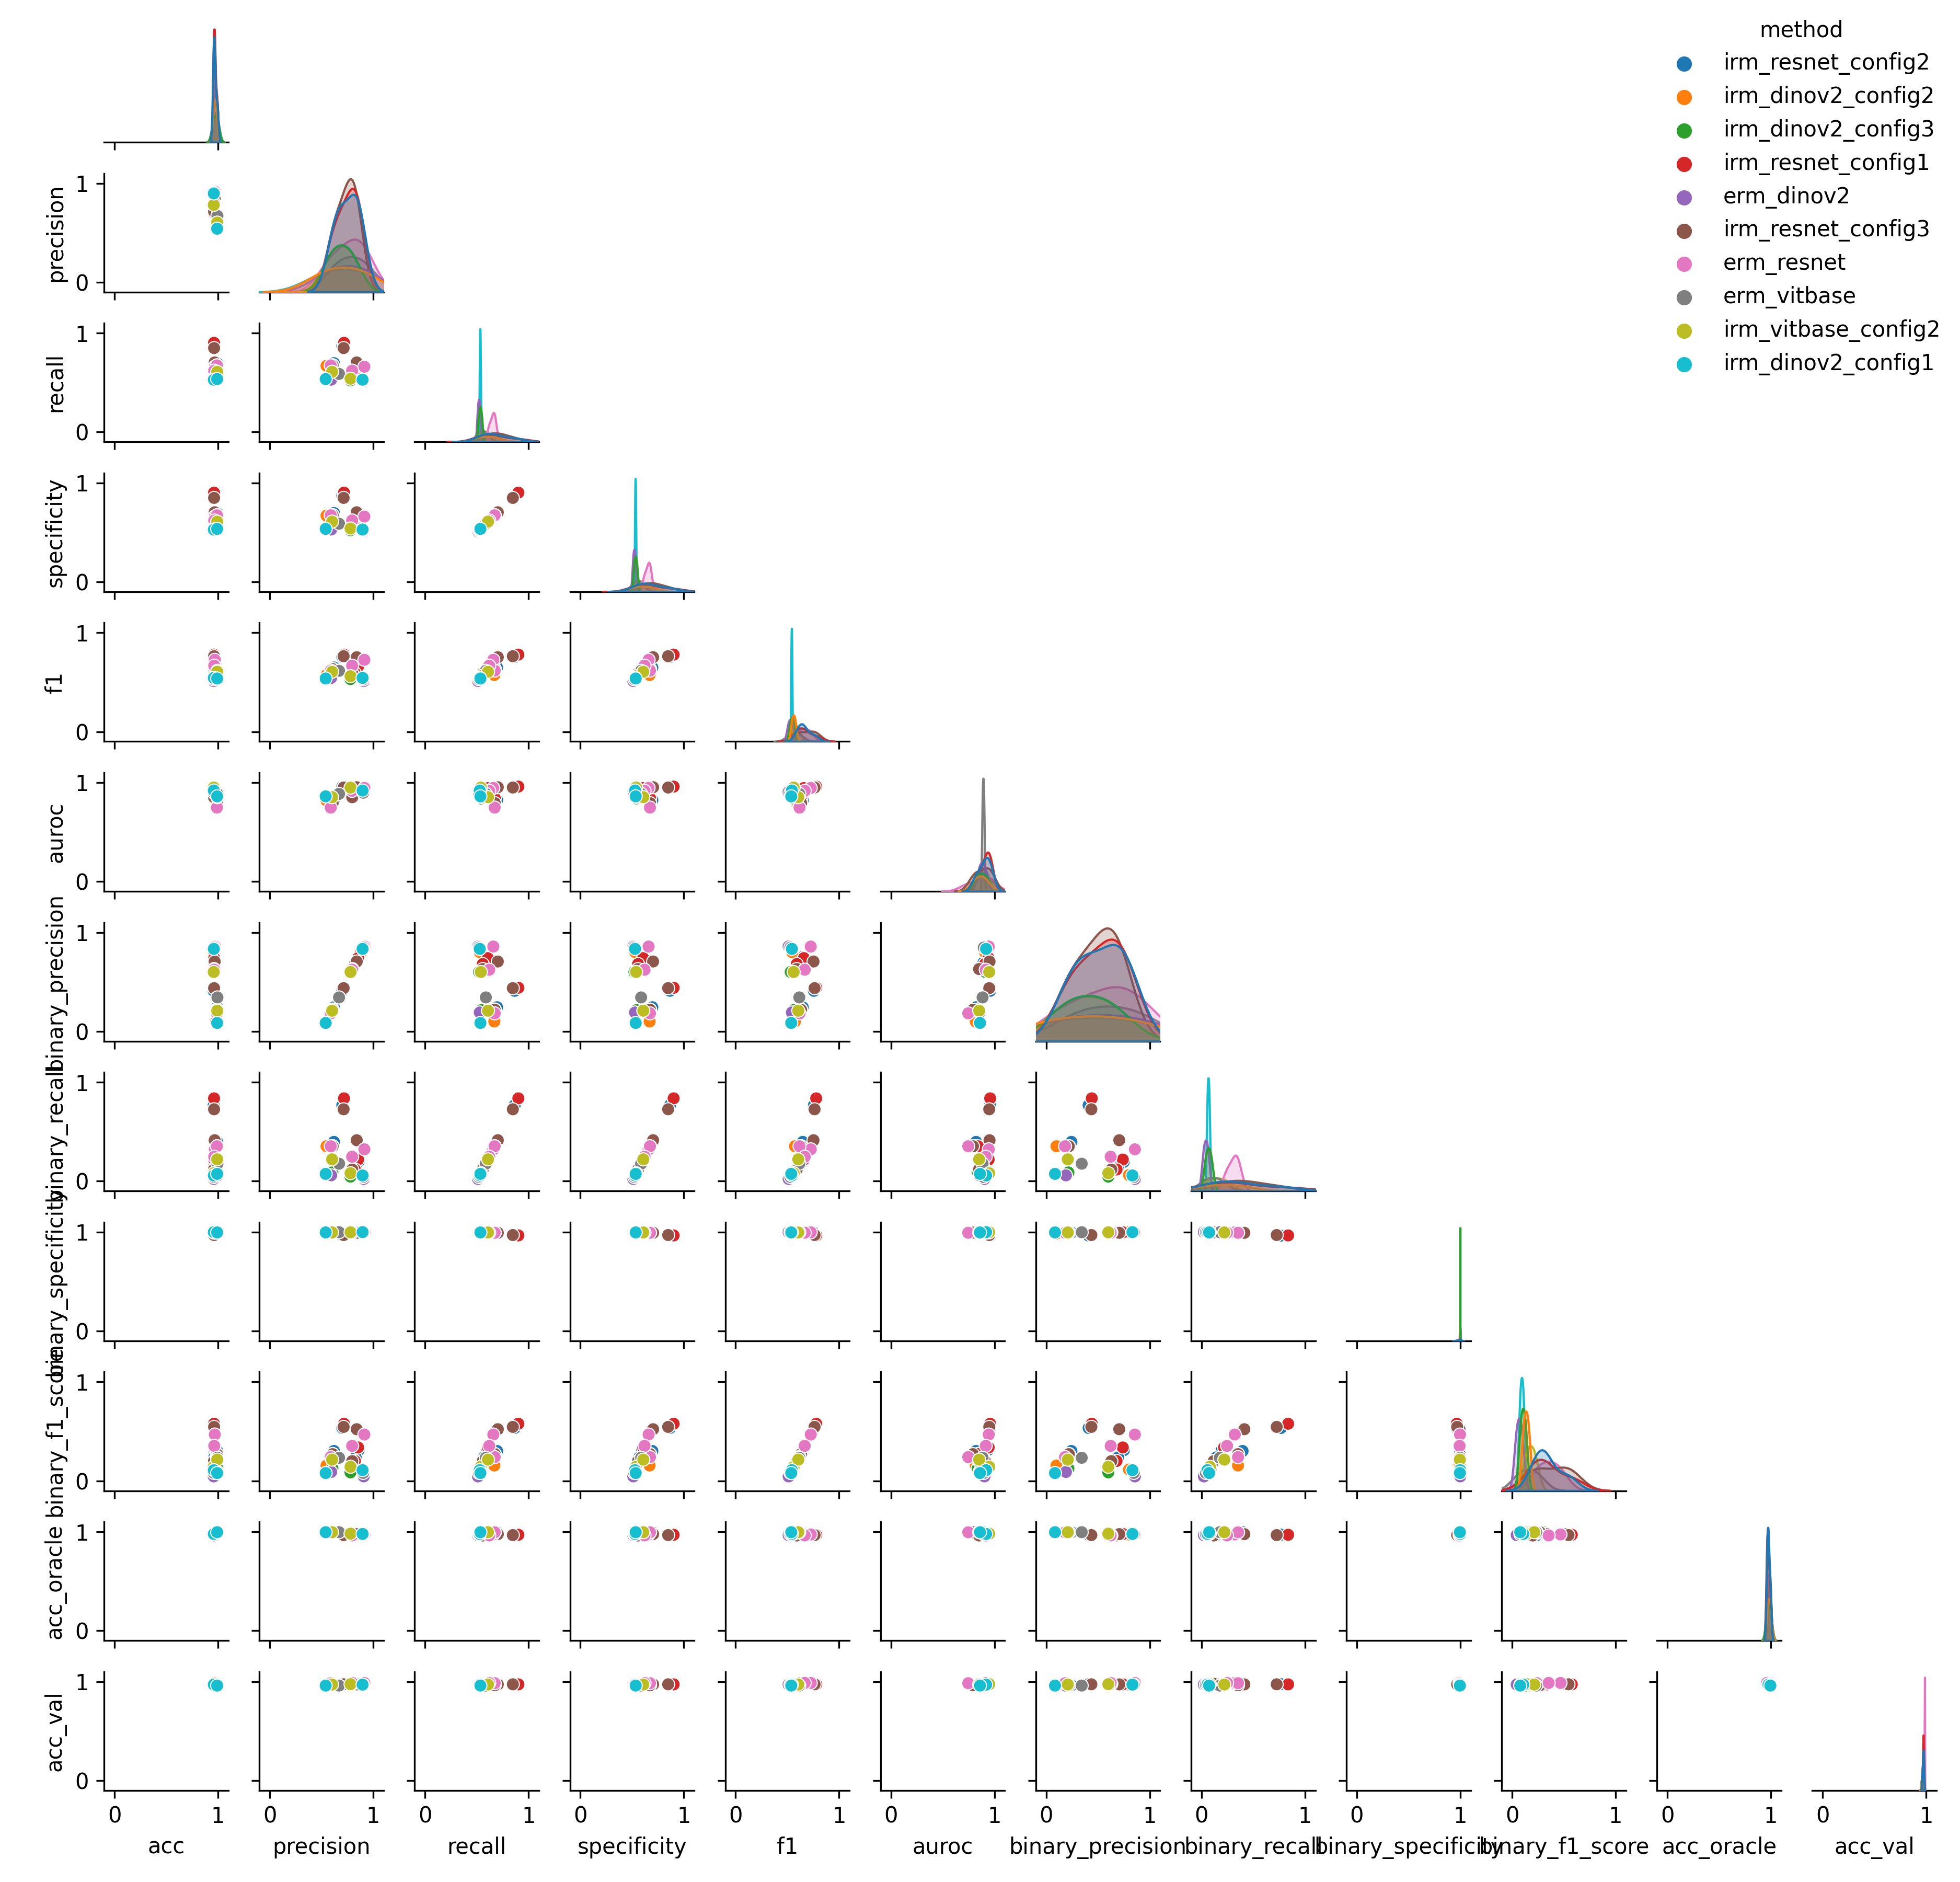 method
irm_resnet_config2
irm_dinov2_config2
irm_dinov2_config3
irm_resnet_config1
erm_dinov2
irm_resnet_config3
erm_resnet
erm_vitbase
irm_vitbase_config2
irm_dinov2_config1
precision
1
0
recall
1
0
specificity
1
0
f1
1
0
auroc
1
0
binary_precision
1
0
binary_recall
1
0
binary_specificity
1
0
binary_f1_score
1
0
acc_oracle
1
0
acc_val
1
0
0 1 0 1 0 1 0 1 0 1 0 1 0 1 0 1 0 1 0 1 0 1 0 1
acc precision recall specificity f1 auroc binary_precision binary_recall binary_specificity binary_f1_score acc_oracle acc_val